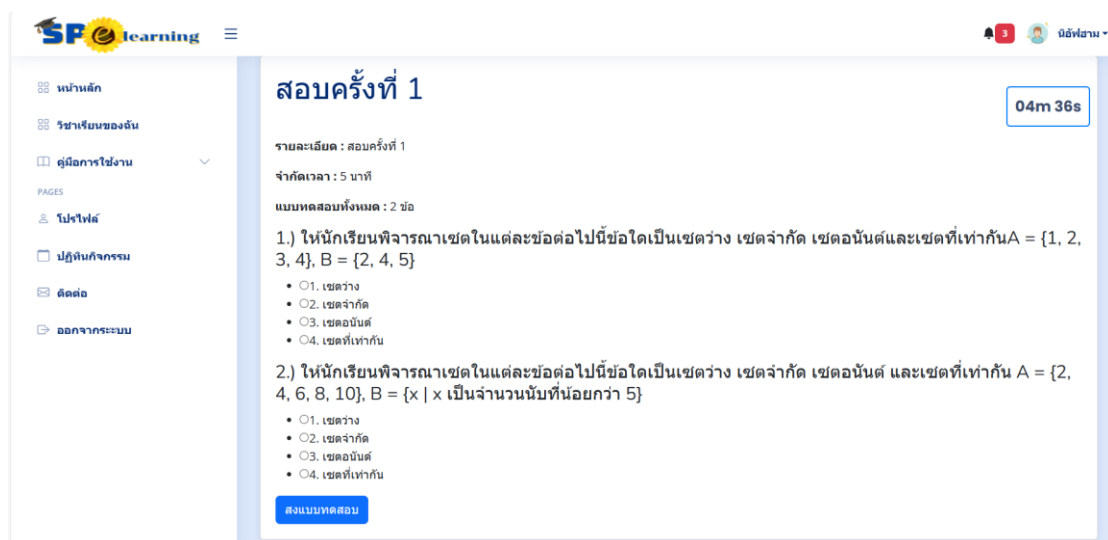 SP e learning
3
นิอัฟฮาม
หน้าหลัก
วิชาเรียนของฉัน
คู่มือการใช้งาน
PAGES
โปรไฟล์
ปฏิทินกิจกรรม
ติดต่อ
ออกจากระบบ
สอบครั้งที่ 1
04m 36s
รายละเอียด : สอบครั้งที่ 1
จำกัดเวลา : 5 นาที
แบบทดสอบทั้งหมด : 2 ข้อ
1.) ให้นักเรียนพิจารณาเซตในแต่ละข้อต่อไปนี้ข้อใดเป็นเซตว่าง เซตจำกัด เซตอนันต์และเซตที่เท่ากันA = {1, 2,
3, 4}, B = {2, 4, 5}
1. เซตว่าง
2. เซตจำกัด
3. เซตอนันต์
4. เซตที่เท่ากัน
2.) ให้นักเรียนพิจารณาเซตในแต่ละข้อต่อไปนี้ข้อใดเป็นเซตว่าง เซตจำกัด เซตอนันต์ และเซตที่เท่ากัน A = {2,
4, 6, 8, 10}, B = {x | x เป็นจำนวนนับที่น้อยกว่า 5}
1. เซตว่าง
2. เซตจำกัด
3. เซตอนันต์
4. เซตที่เท่ากัน
สงแบบทดสอบ